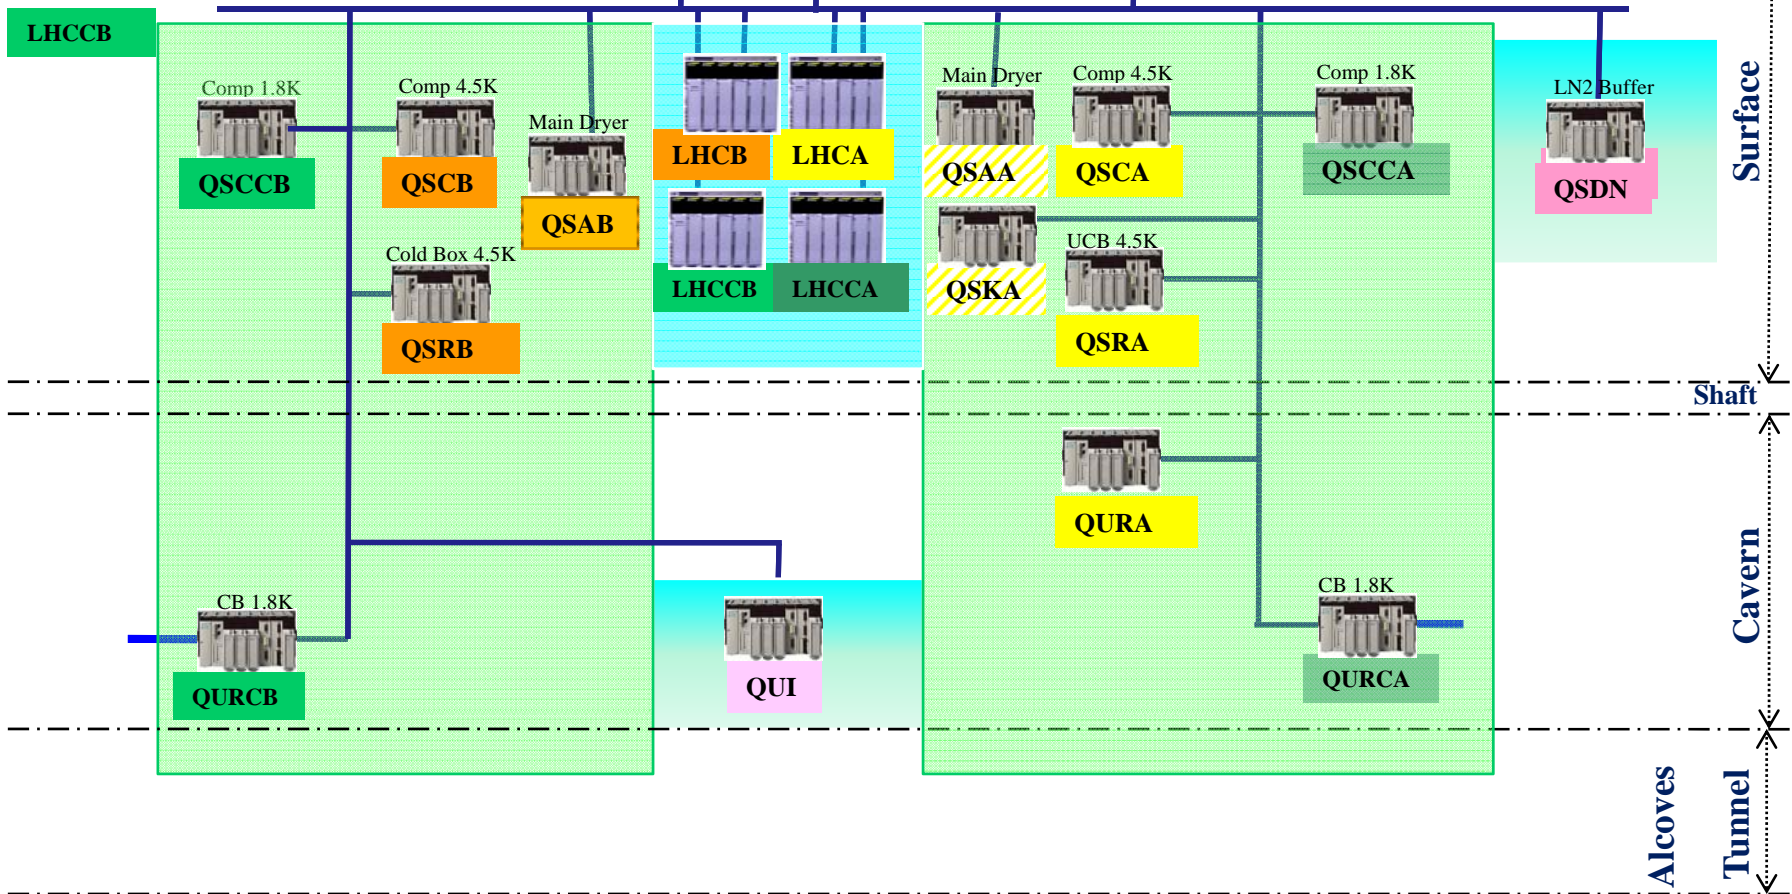 LHCCB
Comp 1.8K
Comp 4.5K
Main Dryer
QSCCB
QSCB
QSAB
Cold Box 4.5K
QSRB
LHCB
LHCA
LHCCB
LHCCA
Main Dryer
Comp 4.5K
Comp 1.8K
QSAA
QSCA
QSCCA
UCB 4.5K
QSKA
QSRA
LN2 Buffer
QSDN
Surface
Shaft
QURA
CB 1.8K
QURCB
QUI
CB 1.8K
QURCA
Cavern
Alcoves
Tunnel